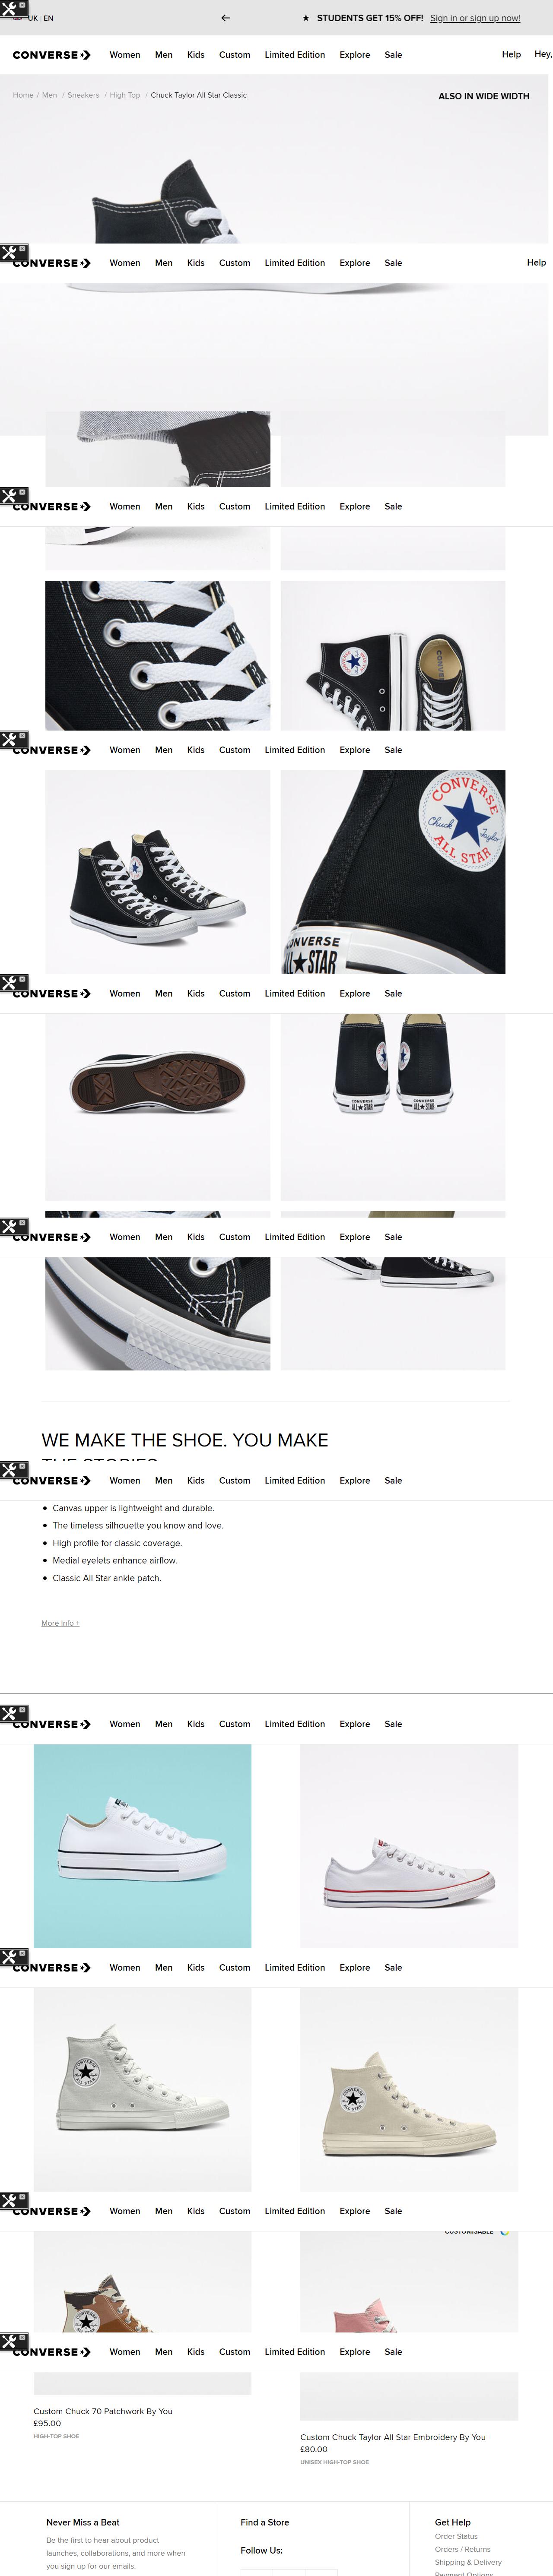 UK | EN
★ STUDENTS GET 15% OFF! Sign in or sign up now!
CONVERSE Women Men Kids Custom Limited Edition Explore Sale Help Hey,
Home / Men / Sneakers / High Top / Chuck Taylor All Star Classic
ALSO IN WIDE WIDTH
CONVERSE Women Men Kids Custom Limited Edition Explore Sale Help
CONVERSE Women Men Kids Custom Limited Edition Explore Sale
CONVERSE Women Men Kids Custom Limited Edition Explore Sale
CONVERSE
Chuck Taylor
ALL STAR
CONVERSE
ALL★STAR
CONVERSE Women Men Kids Custom Limited Edition Explore Sale
CONVERSE CONVERSE
ALL★STAR ALL★STAR
CONVERSE Women Men Kids Custom Limited Edition Explore Sale
WE MAKE THE SHOE. YOU MAKE
THE STORIES
CONVERSE Women Men Kids Custom Limited Edition Explore Sale
Canvas upper is lightweight and durable.
The timeless silhouette you know and love.
High profile for classic coverage.
Medial eyelets enhance airflow.
Classic All Star ankle patch.
More Info +
CONVERSE Women Men Kids Custom Limited Edition Explore Sale
CONVERSE Women Men Kids Custom Limited Edition Explore Sale
CONVERSE CONVERSE
ALL STAR ALL STAR
CONVERSE Women Men Kids Custom Limited Edition Explore Sale
CUSTOMISABLE
CONVERSE Women Men Kids Custom Limited Edition Explore Sale
Custom Chuck 70 Patchwork By You
£95.00
HIGH-TOP SHOE
Custom Chuck Taylor All Star Embroidery By You
£80.00
UNISEX HIGH-TOP SHOE
Never Miss a Beat
Be the first to hear about product
launches, collaborations, and more when
you sign up for our emails.
Find a Store
Follow Us:
Get Help
Order Status
Orders / Returns
Shipping & Delivery
Payment Options